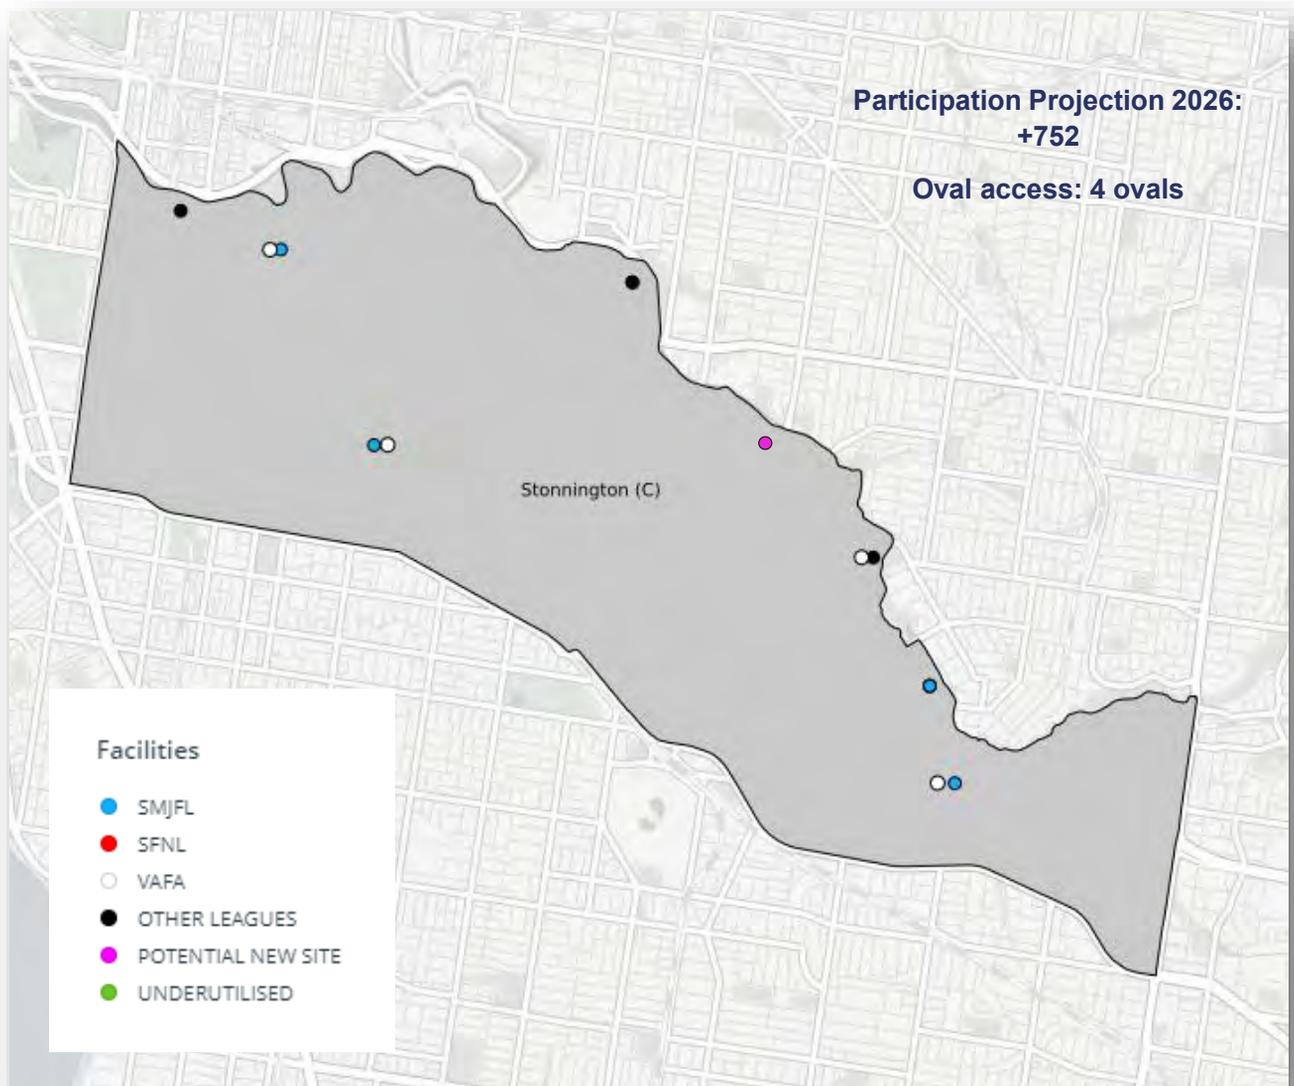 Participation Projection 2026:
+752
Oval access: 4 ovals
Stonnington (C)
Facilities
SMJFL
SFNL
VAFA
OTHER LEAGUES
POTENTIAL NEW SITE
UNDERUTILISED